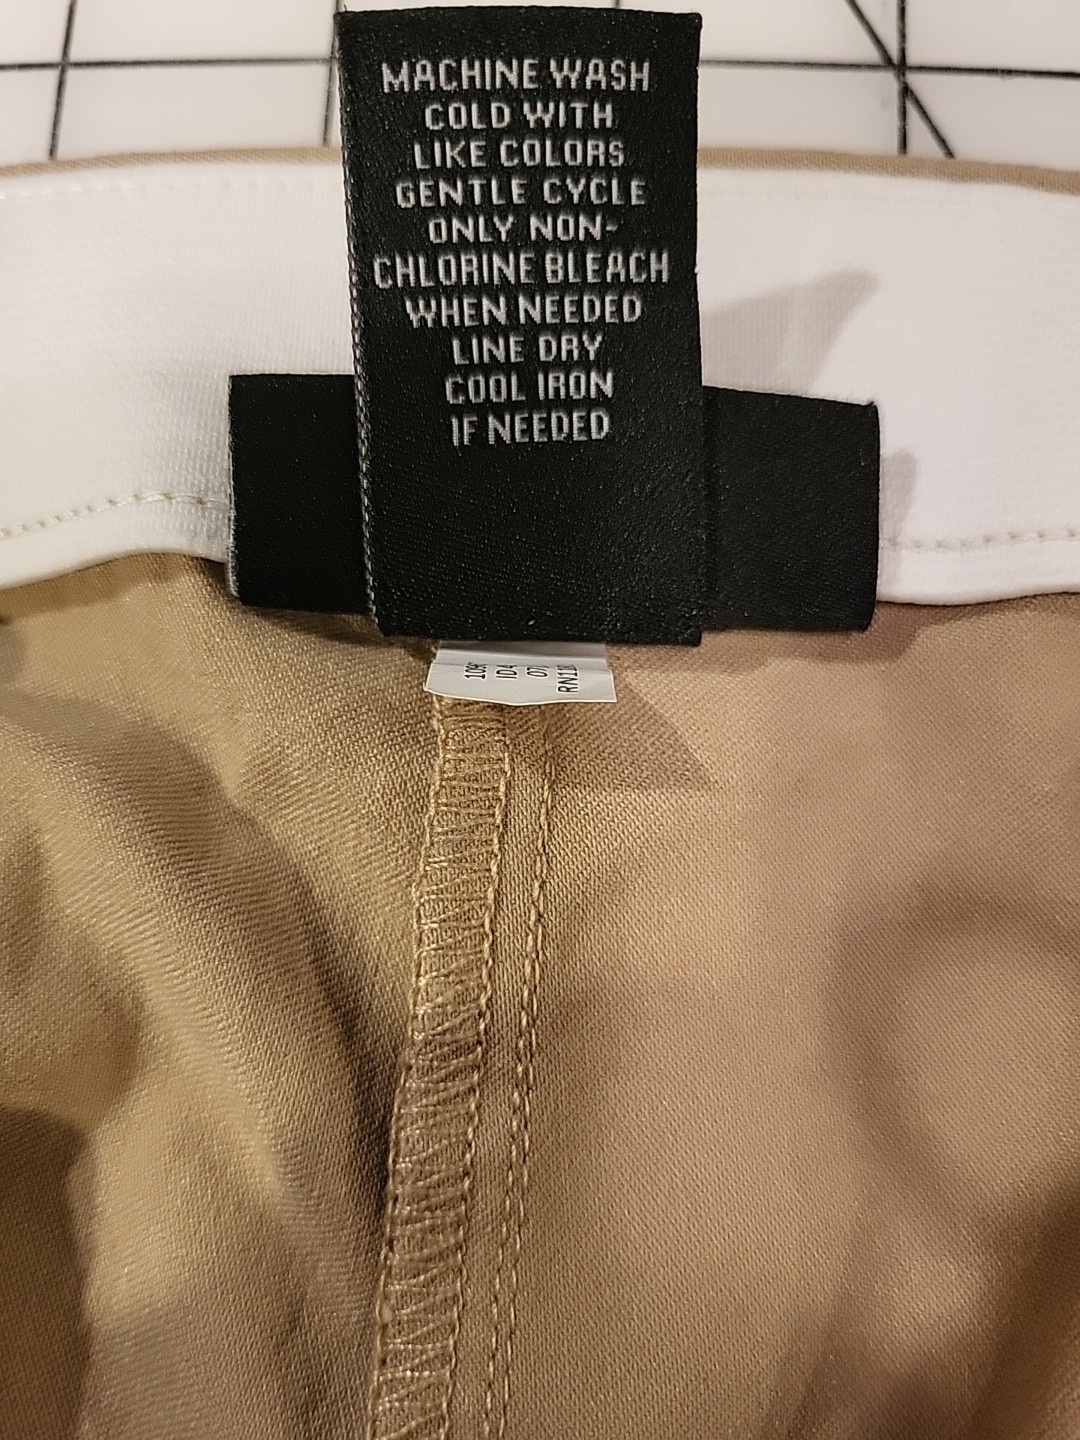 MACHINE WASH
COLD WITH
LIKE COLORS
GENTLE CYCLE
ONLY NON-
CHLORINE BLEACH
WHEN NEEDED
LINE DRY
COOL IRON
IF NEEDED